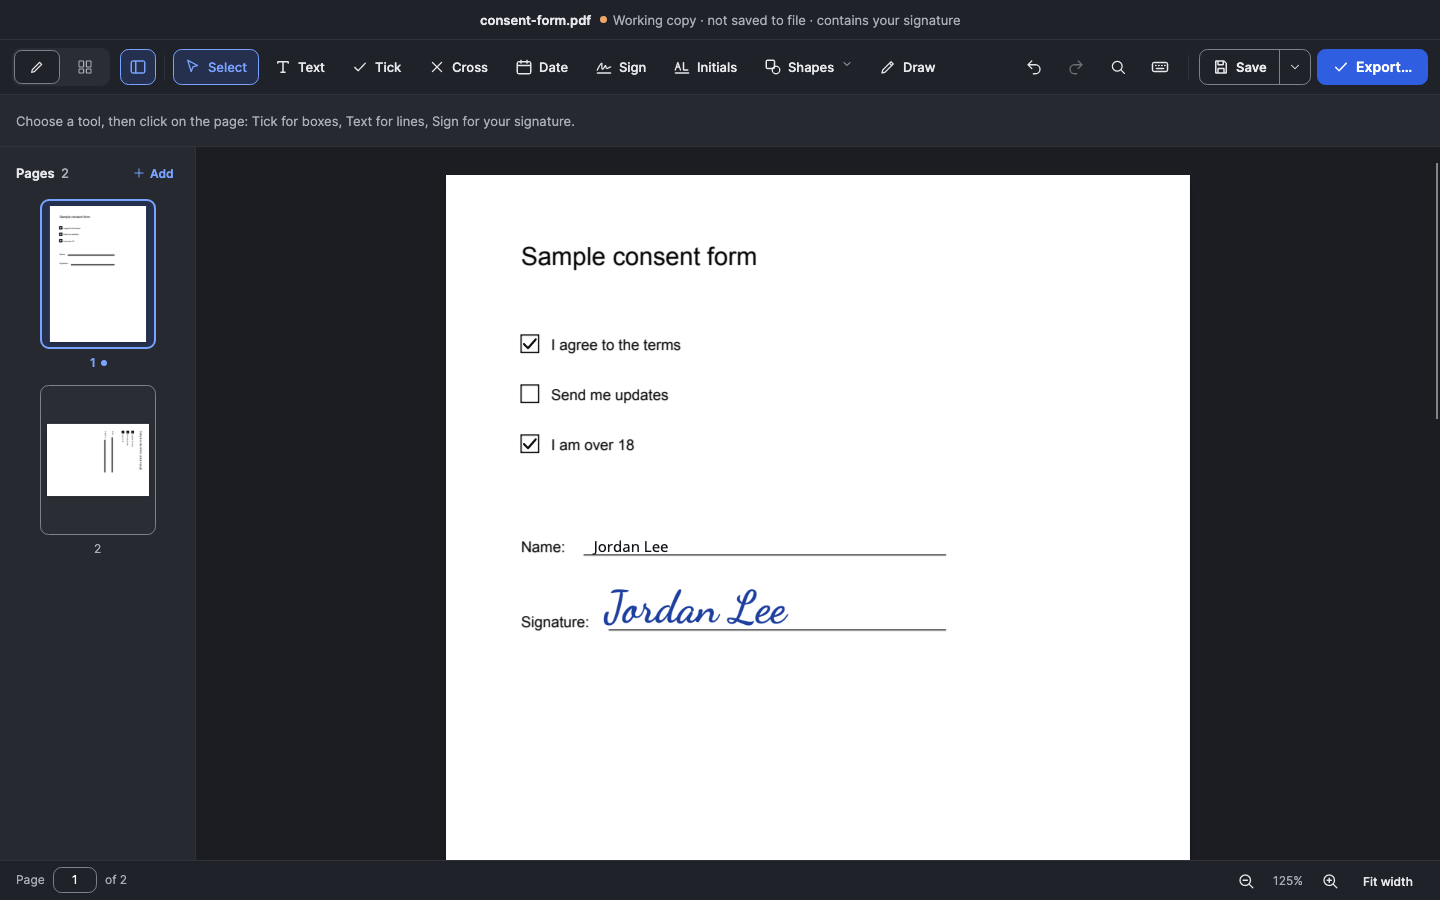 consent-form.pdf Working copy · not saved to file · contains your signature
Select Text Tick Cross Date Sign Initials Shapes Draw Save Export...
Choose a tool, then click on the page: Tick for boxes, Text for lines, Sign for your signature.
Pages 2 + Add
Sample consent form
1
2
Sample consent form
I agree to the terms
Send me updates
I am over 18
Name: Jordan Lee
Signature: Jordan Lee
Page 1 of 2
125% Fit width